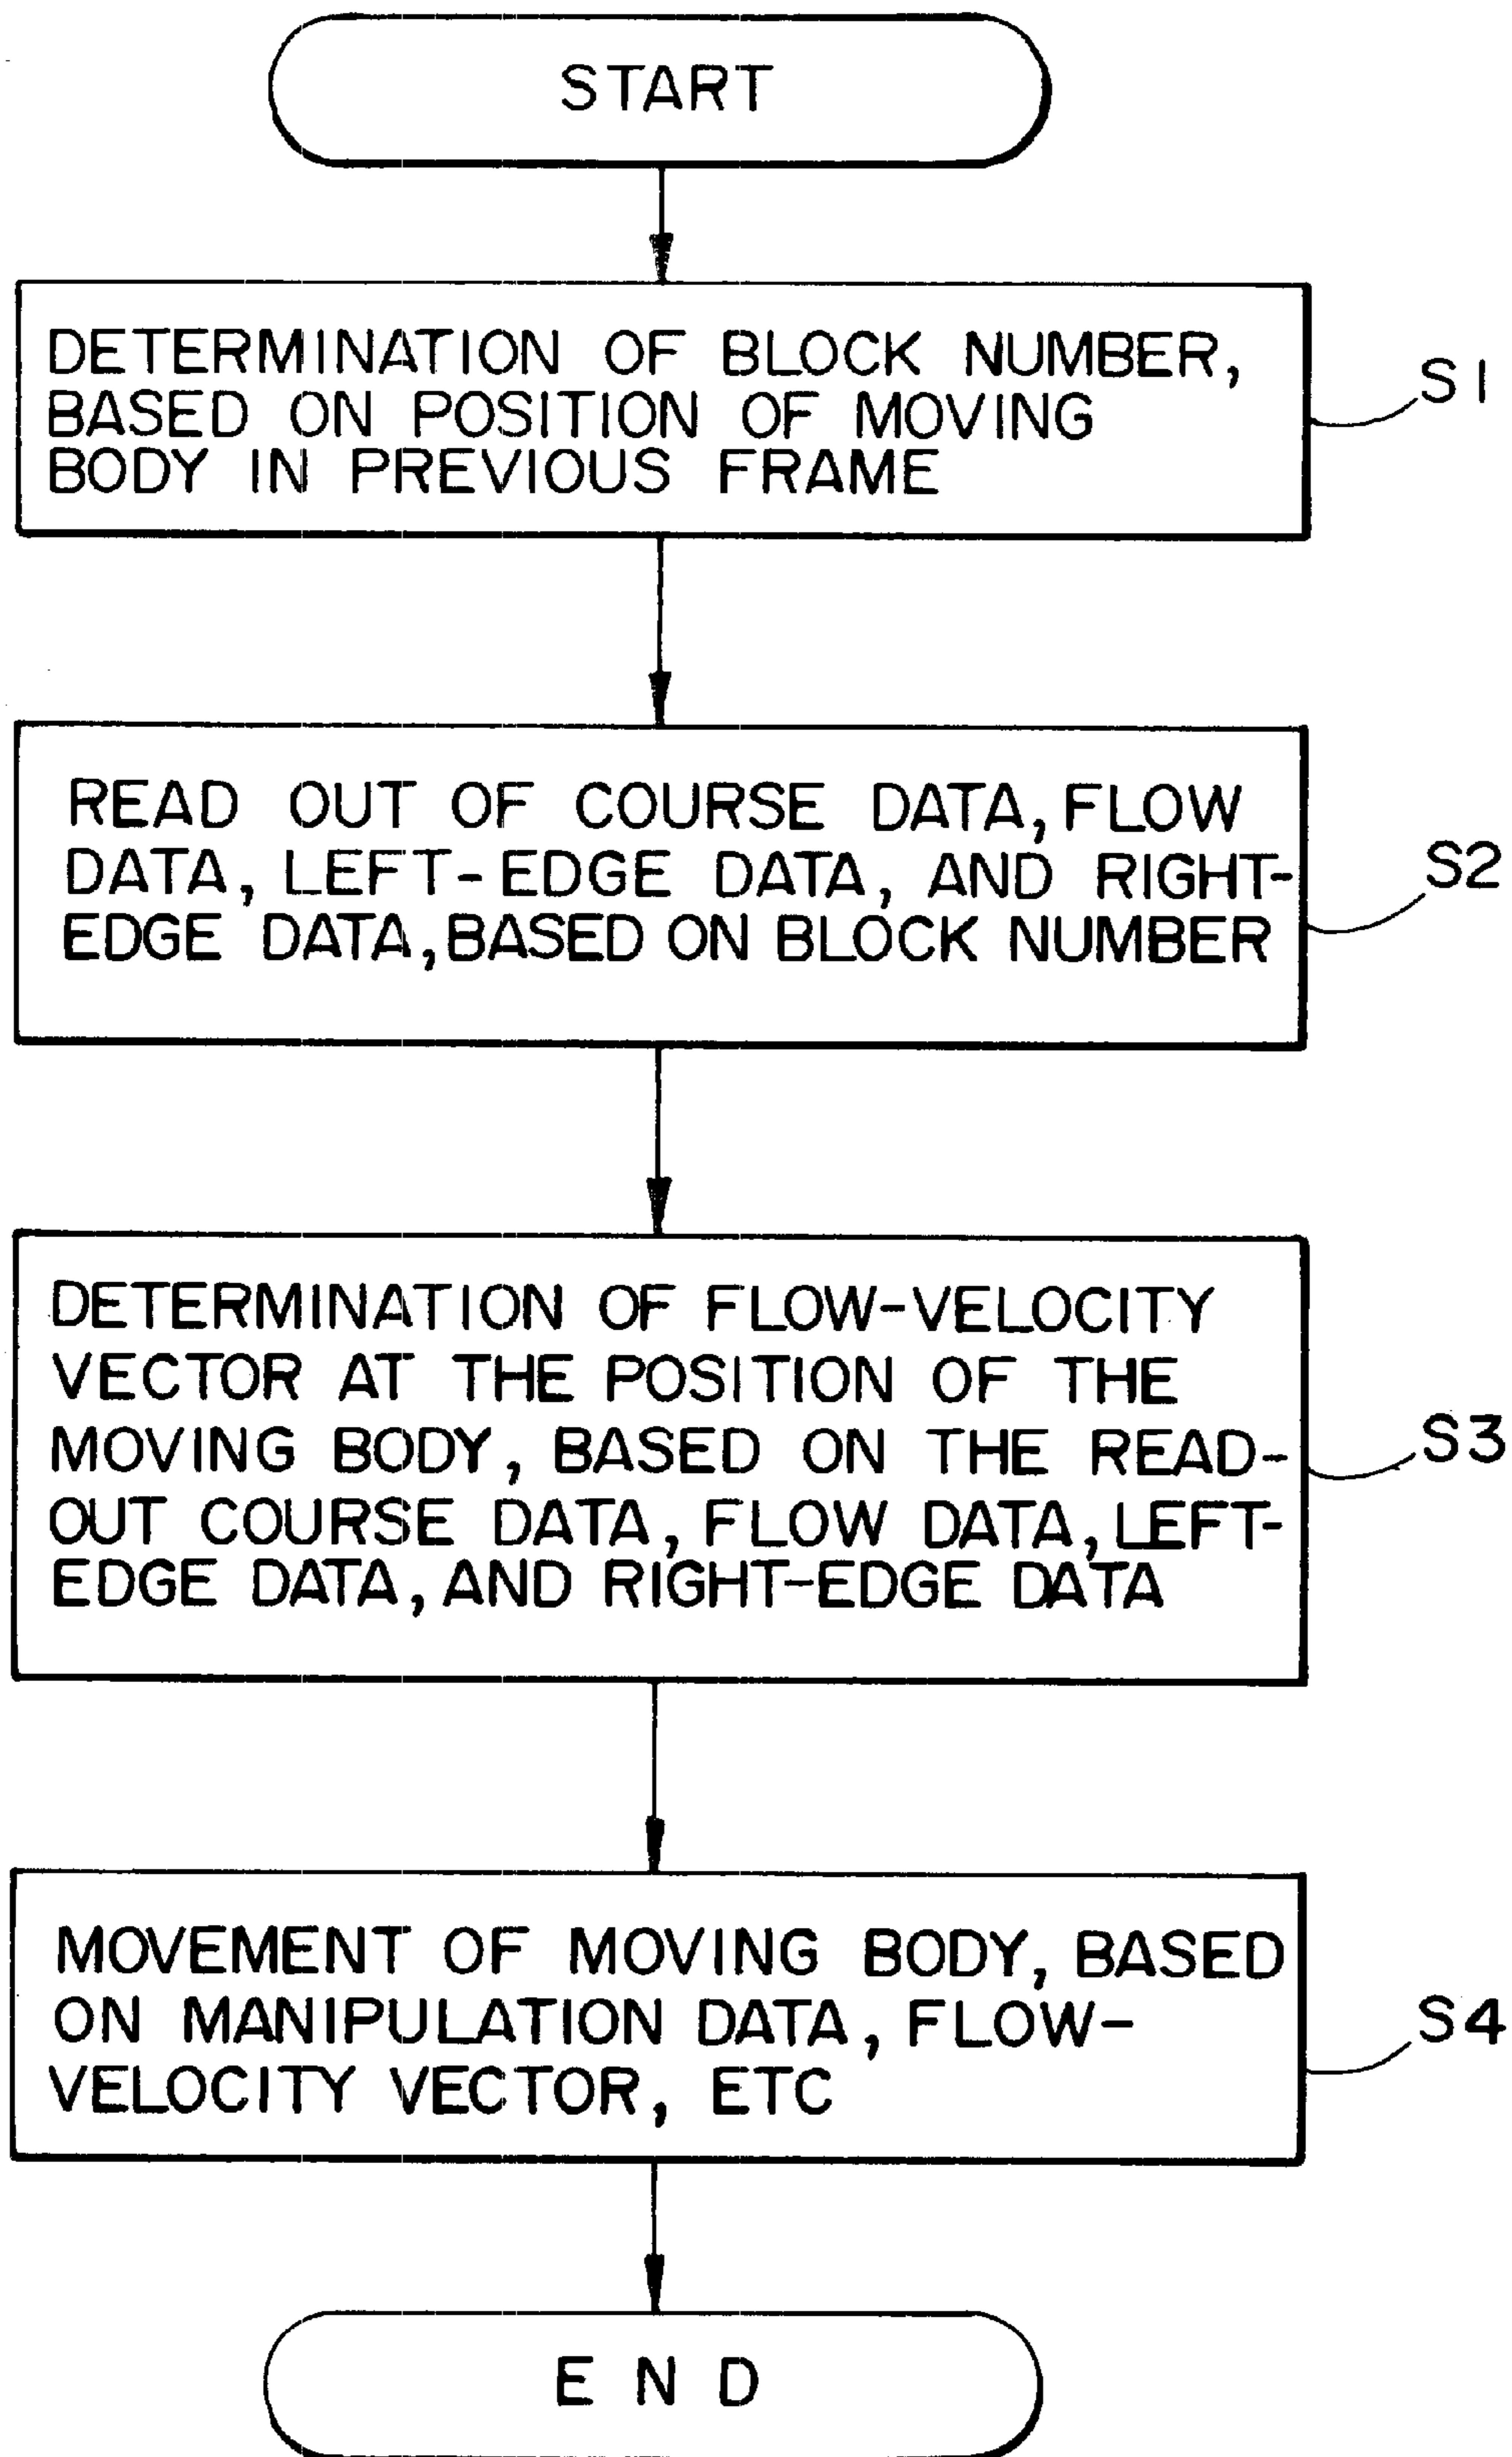 START
DETERMINATION OF BLOCK NUMBER,
BASED ON POSITION OF MOVING
BODY IN PREVIOUS FRAME
S1
READ OUT OF COURSE DATA, FLOW
DATA, LEFT-EDGE DATA, AND RIGHT-
EDGE DATA, BASED ON BLOCK NUMBER
S2
DETERMINATION OF FLOW-VELOCITY
VECTOR AT THE POSITION OF THE
MOVING BODY, BASED ON THE READ-
OUT COURSE DATA, FLOW DATA, LEFT-
EDGE DATA, AND RIGHT-EDGE DATA
S3
MOVEMENT OF MOVING BODY, BASED
ON MANIPULATION DATA, FLOW-
VELOCITY VECTOR, ETC
S4
END